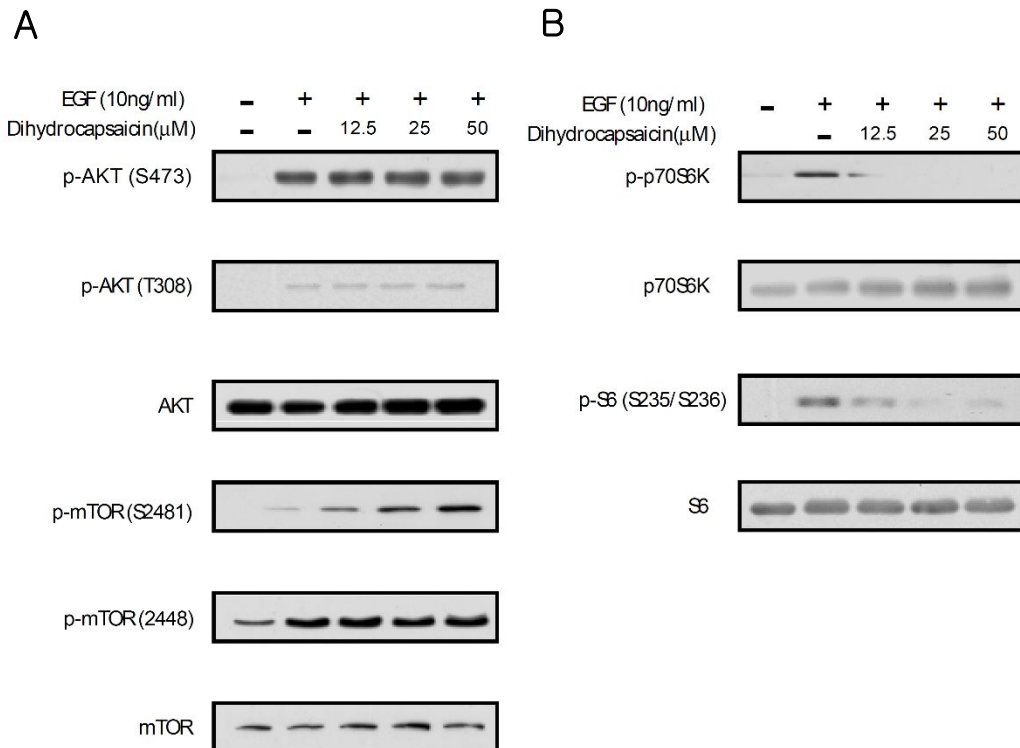 A
EGF (10ng/ml) - + + + +
Dihydrocapsaicin(μM) - - 12.5 25 50
p-AKT (S473)
p-AKT (T308)
AKT
p-mTOR (S2481)
p-mTOR (2448)
mTOR
B
EGF (10ng/ml) - + + + +
Dihydrocapsaicin(μM) - 12.5 25 50
p-p70S6K
p70S6K
p-S6 (S235/S236)
S6